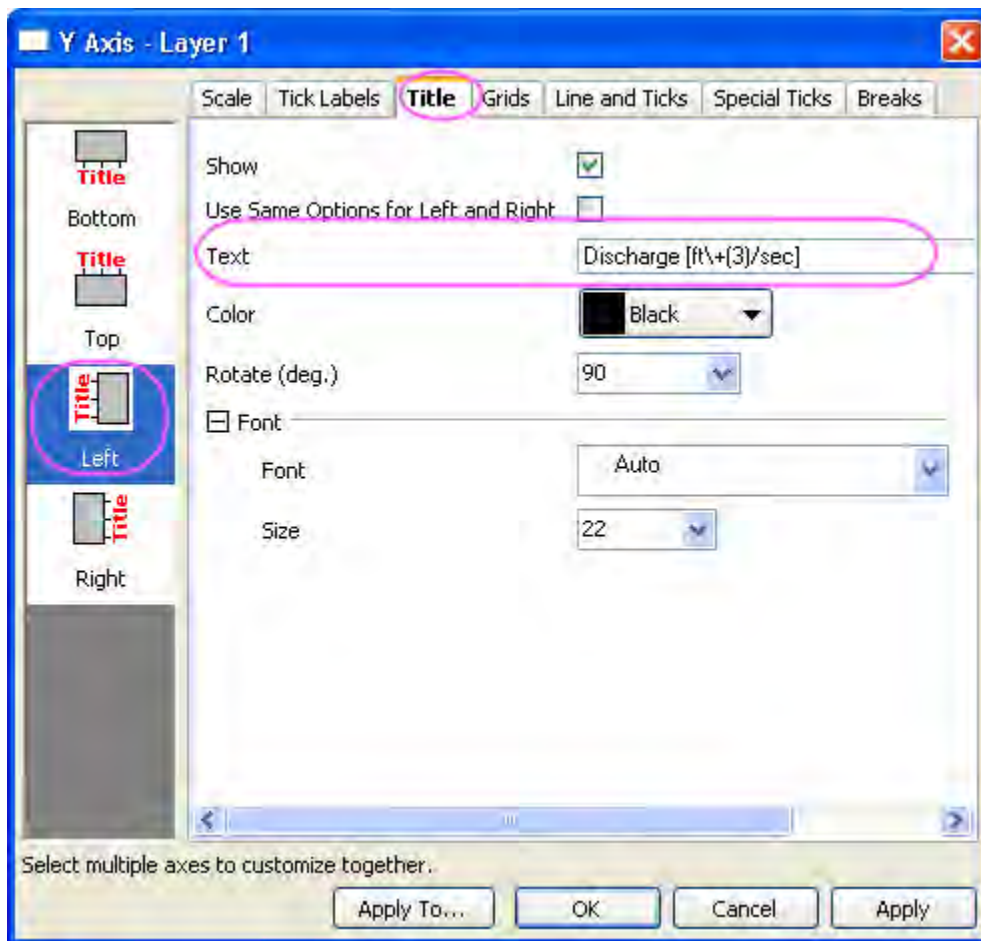 Y Axis - Layer 1
Scale Tick Labels Title Grids Line and Ticks Special Ticks Breaks
Title
Bottom
Title
Top
Title
Left
Title
Right
Show
Use Same Options for Left and Right
Text Discharge [ft\+(3)/sec]
Color Black
Rotate (deg.) 90
Font
Font Auto
Size 22
Select multiple axes to customize together.
Apply To... OK Cancel Apply